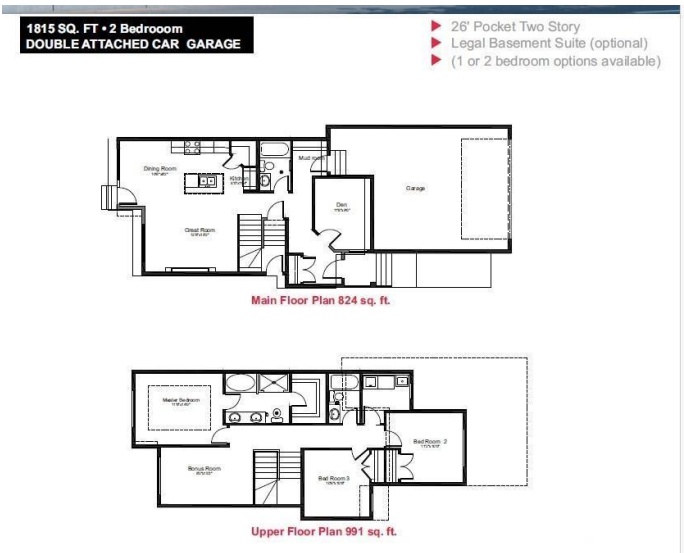 1815 SQ. FT • 2 Bedrooom
DOUBLE ATTACHED CAR GARAGE
26' Pocket Two Story
Legal Basement Suite (optional)
(1 or 2 bedroom options available)
Dining Room
Kitchen
Mud room
Den
Garage
Great Room
Main Floor Plan 824 sq. ft.
Master Bedroom
Bed Room 2
Bonus Room
Bed Room 3
Upper Floor Plan 991 sq. ft.